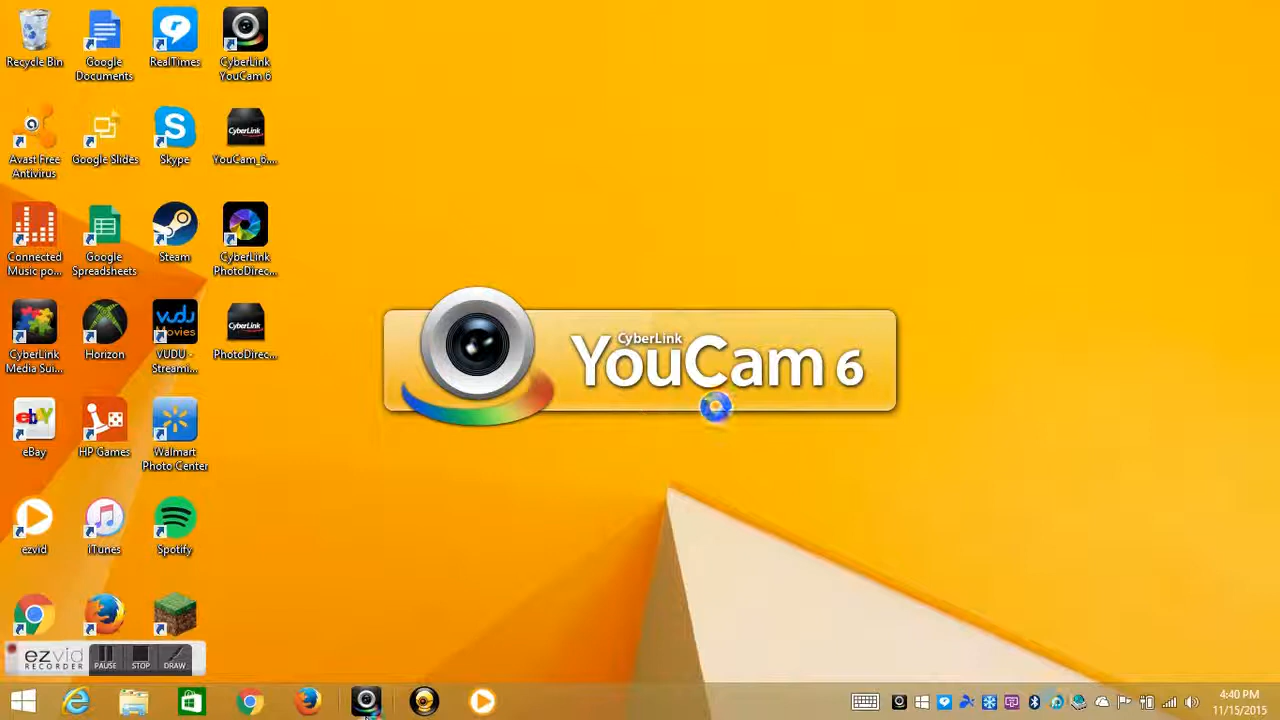 Recycle Bin
Google
Documents
RealTimes
CyberLink
YouCam 6
Avast Free
Antivirus
Google Slides
Skype
CyberLink
YouCam_6....
Connected
Music po...
Google
Spreadsheets
Steam
CyberLink
PhotoDirec...
CyberLink
Media Sui...
Horizon
vudu
Movies
VUDU -
Streami...
CyberLink
PhotoDirec...
CyberLink
YouCam 6
ebay
eBay
HP Games
Walmart
Photo Center
ezvid
iTunes
Spotify
ezvid
RECORDER
PAUSE
STOP
DRAW
4:40 PM
11/15/2015